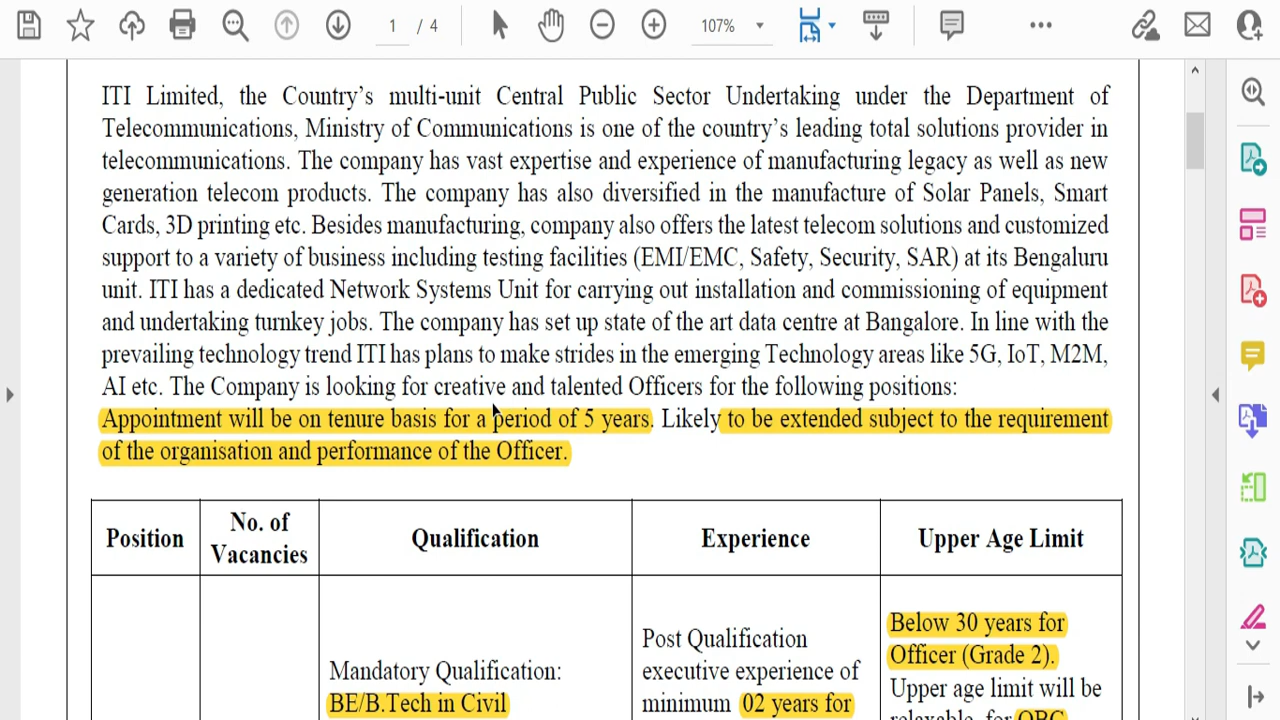 1 / 4
107%
ITI Limited, the Country's multi-unit Central Public Sector Undertaking under the Department of
Telecommunications, Ministry of Communications is one of the country's leading total solutions provider in
telecommunications. The company has vast expertise and experience of manufacturing legacy as well as new
generation telecom products. The company has also diversified in the manufacture of Solar Panels, Smart
Cards, 3D printing etc. Besides manufacturing, company also offers the latest telecom solutions and customized
support to a variety of business including testing facilities (EMI/EMC, Safety, Security, SAR) at its Bengaluru
unit. ITI has a dedicated Network Systems Unit for carrying out installation and commissioning of equipment
and undertaking turnkey jobs. The company has set up state of the art data centre at Bangalore. In line with the
prevailing technology trend ITI has plans to make strides in the emerging Technology areas like 5G, IoT, M2M,
AI etc. The Company is looking for creative and talented Officers for the following positions:
Appointment will be on tenure basis for a period of 5 years. Likely to be extended subject to the requirement
of the organisation and performance of the Officer.
Position
No. of
Vacancies
Qualification
Experience
Upper Age Limit
Mandatory Qualification:
BE/B.Tech in Civil
Post Qualification
executive experience of
minimum 02 years for
Below 30 years for
Officer (Grade 2).
Upper age limit will be
relaxable for OBC